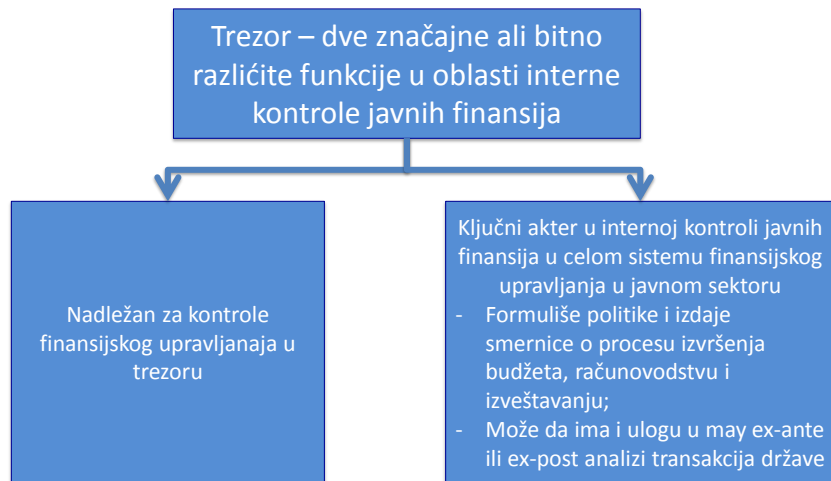 Trezor – dve značajne ali bitno
razlićite funkcije u oblasti interne
kontrole javnih finansija
Nadležan za kontrole
finansijskog upravljanaja u
trezoru
Ključni akter u internoj kontroli javnih
finansija u celom sistemu finansijskog
upravljanja u javnom sektoru
- Formuliše politike i izdaje
smernice o procesu izvršenja
budžeta, računovodstvu i
izveštavanju;
- Može da ima i ulogu u may ex-ante
ili ex-post analizi transakcija države